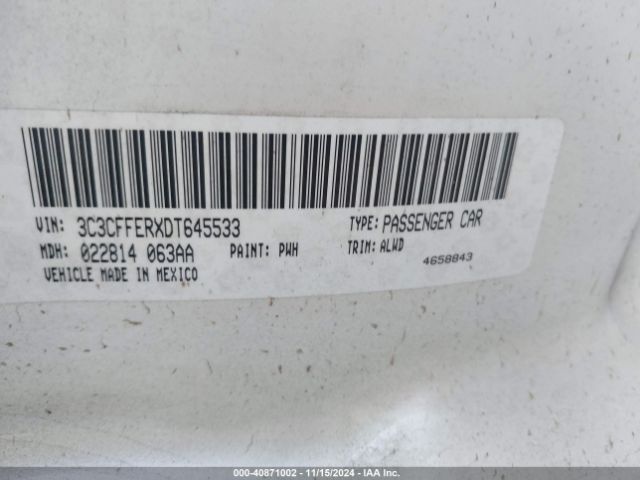 VIN: 3C3CFFERXDT645533 TYPE: PASSENGER CAR
MDH: 022814 063AA PAINT: PWH TRIM: ALWD
VEHICLE MADE IN MEXICO 4658843
000-40871002 - 11/15/2024 - IAA Inc.